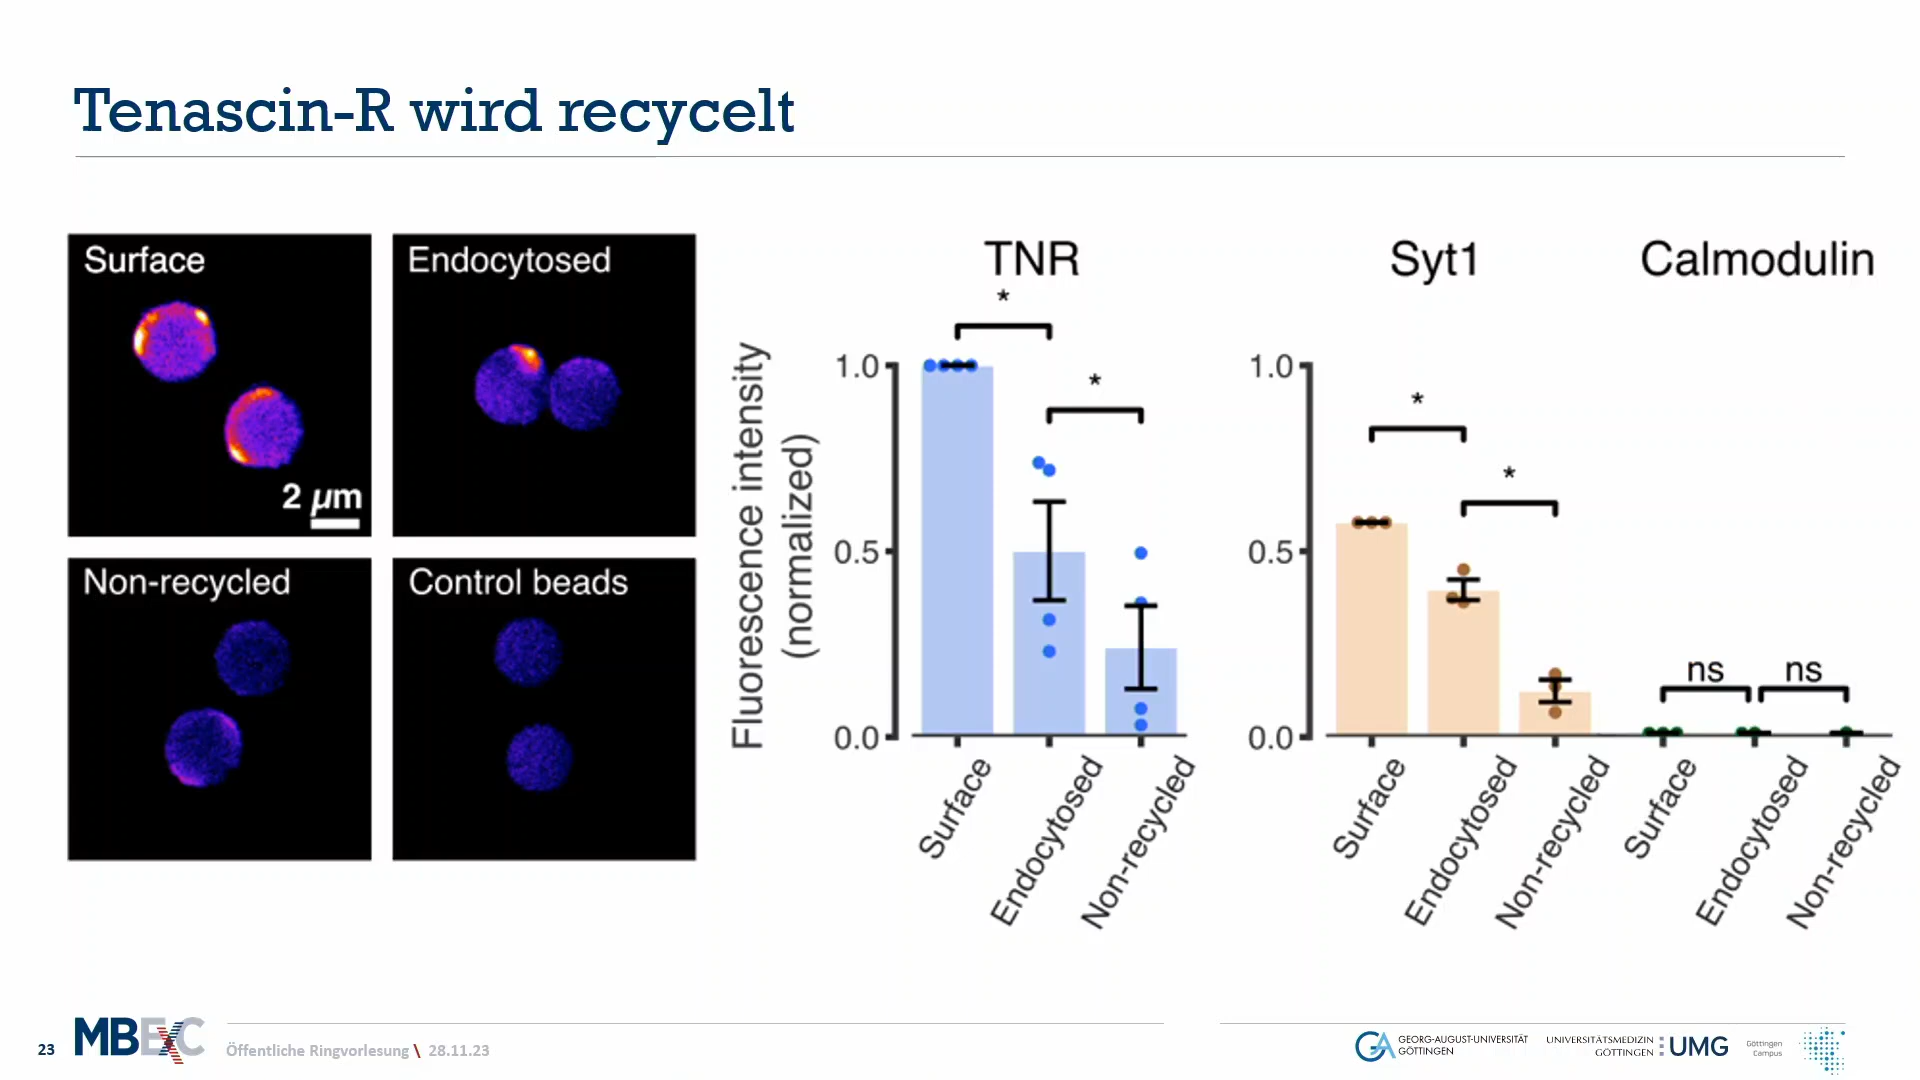 Tenascin-R wird recycelt
Surface
2 µm
Endocytosed
Non-recycled
Control beads
TNR
*
*
Fluorescence intensity
(normalized)
1.0
0.5
0.0
Surface
Endocytosed
Non-recycled
Syt1
Calmodulin
*
*
ns
ns
1.0
0.5
0.0
Surface
Endocytosed
Non-recycled
Surface
Endocytosed
Non-recycled
23
MBExC
Öffentliche Ringvorlesung \ 28.11.23
GEORG-AUGUST-UNIVERSITÄT
GÖTTINGEN
UNIVERSITÄTSMEDIZIN
GÖTTINGEN
UMG
Göttingen
Campus